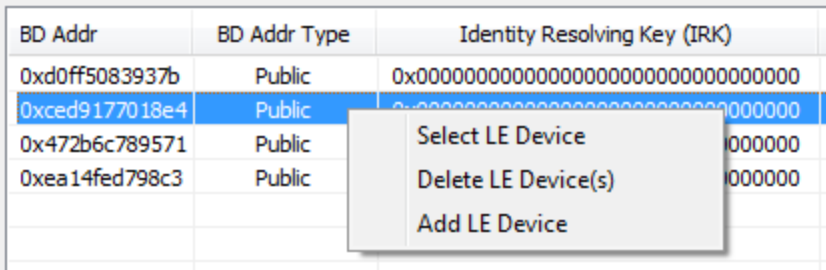 BD Addr BD Addr Type Identity Resolving Key (IRK)
0xd0ff5083937b Public 0x00000000000000000000000000000000
0xced9177018e4 Public
0x472b6c789571 Public
0xea14fed798c3 Public
Select LE Device
Delete LE Device(s)
Add LE Device